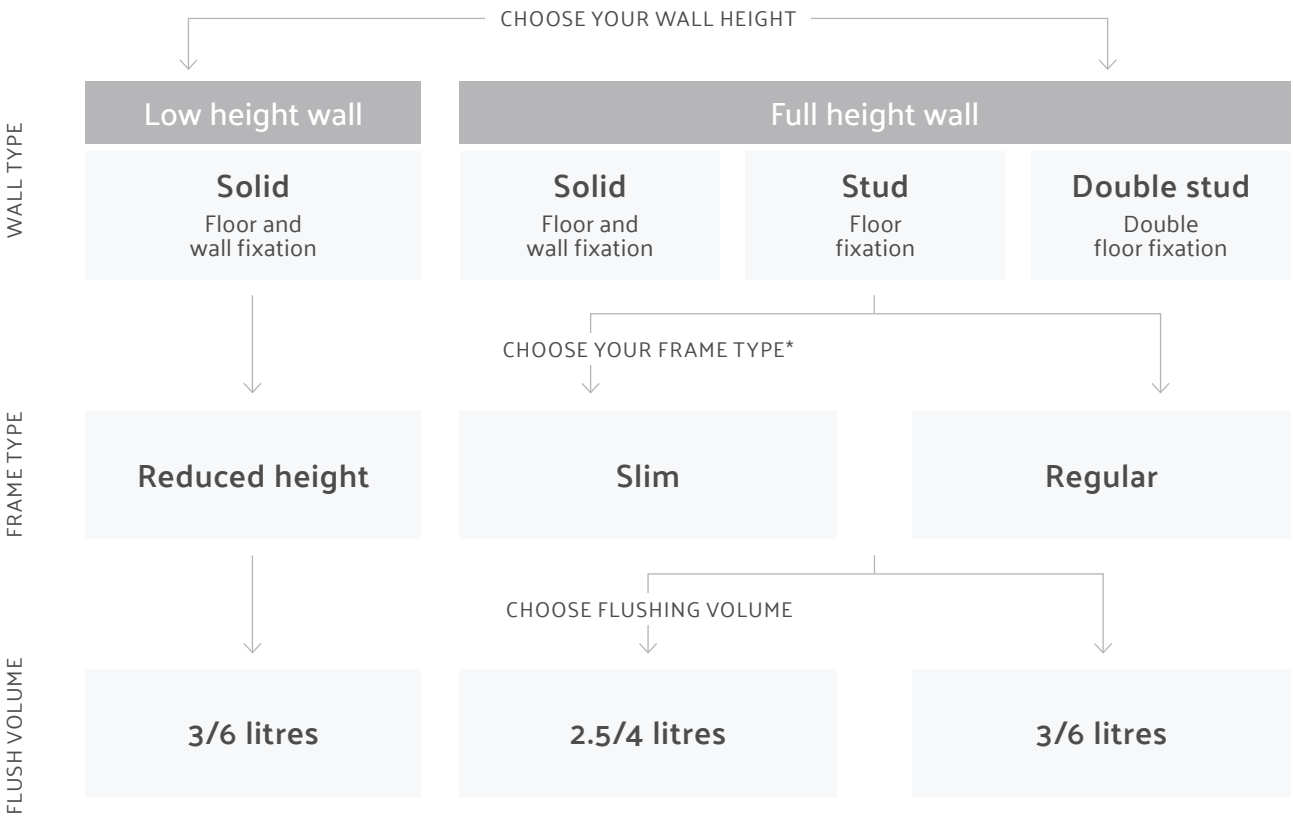 CHOOSE YOUR WALL HEIGHT
WALL TYPE
Low height wall
Full height wall
Solid
Floor and
wall fixation
Solid
Floor and
wall fixation
Stud
Floor
fixation
Double stud
Double
floor fixation
CHOOSE YOUR FRAME TYPE*
FRAME TYPE
Reduced height
Slim
Regular
CHOOSE FLUSHING VOLUME
FLUSH VOLUME
3/6 litres
2.5/4 litres
3/6 litres